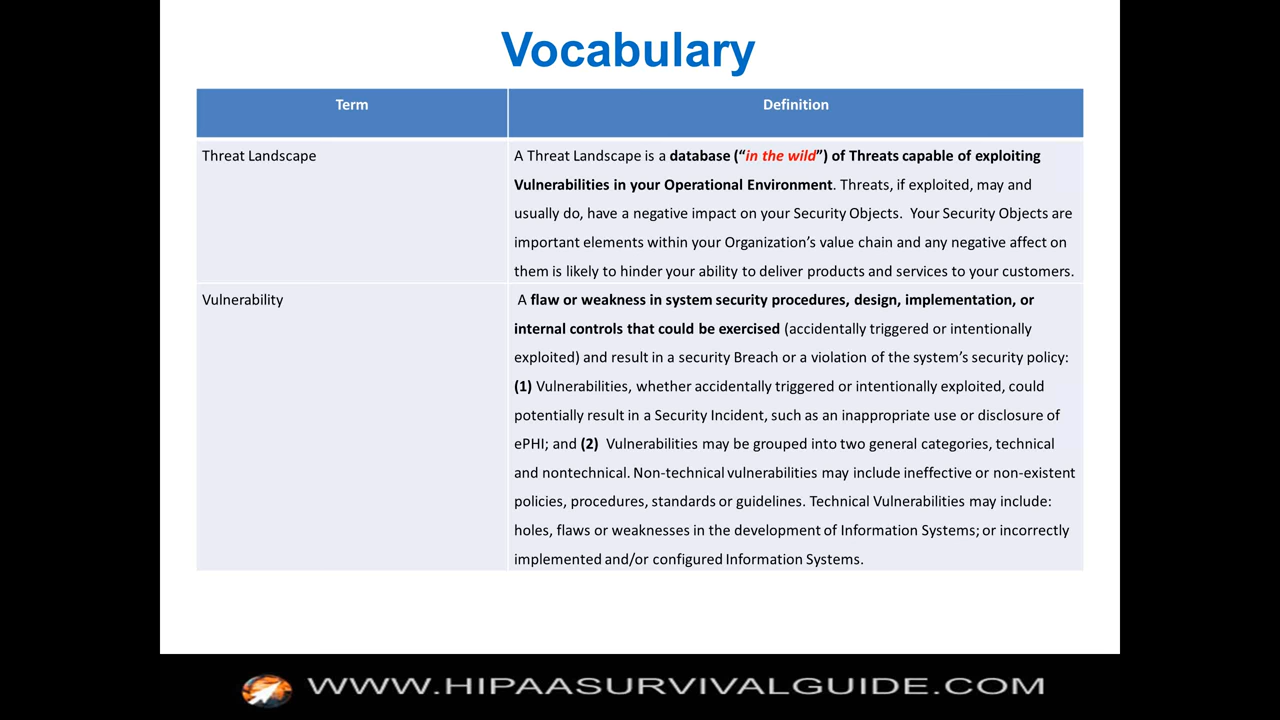 Vocabulary
Term
Definition
Threat Landscape
A Threat Landscape is a database (“in the wild”) of Threats capable of exploiting
Vulnerabilities in your Operational Environment. Threats, if exploited, may and
usually do, have a negative impact on your Security Objects. Your Security Objects are
important elements within your Organization’s value chain and any negative affect on
them is likely to hinder your ability to deliver products and services to your customers.
Vulnerability
A flaw or weakness in system security procedures, design, implementation, or
internal controls that could be exercised (accidentally triggered or intentionally
exploited) and result in a security Breach or a violation of the system’s security policy:
(1) Vulnerabilities, whether accidentally triggered or intentionally exploited, could
potentially result in a Security Incident, such as an inappropriate use or disclosure of
ePHI; and (2) Vulnerabilities may be grouped into two general categories, technical
and nontechnical. Non-technical vulnerabilities may include ineffective or non-existent
policies, procedures, standards or guidelines. Technical Vulnerabilities may include:
holes, flaws or weaknesses in the development of Information Systems; or incorrectly
implemented and/or configured Information Systems.
WWW.HIPAASURVIVALGUIDE.COM